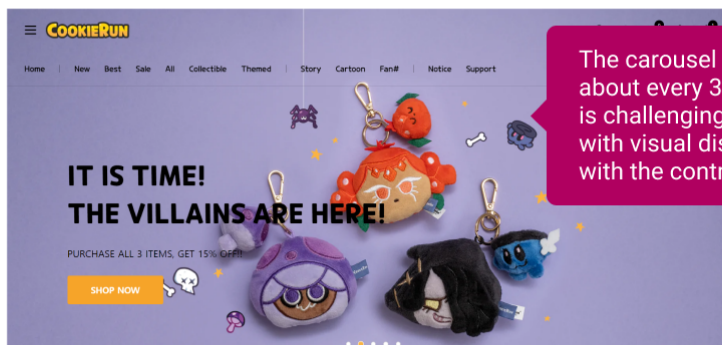 COOKIERUN
Home New Best Sale All Collectible Themed Story Cartoon Fan# Notice Support
IT IS TIME!
THE VILLAINS ARE HERE!
PURCHASE ALL 3 ITEMS, GET 15% OFF!!
SHOP NOW
The carousel
about every 3
is challenging
with visual dis
with the contr